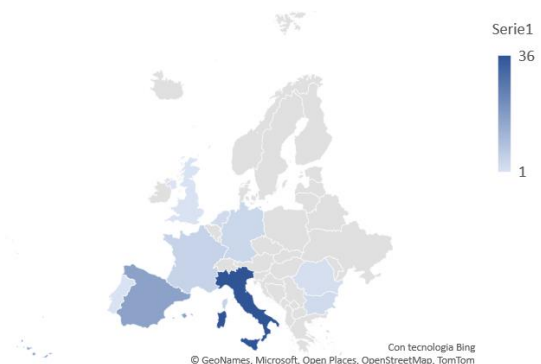 Serie1
36
1
Con tecnologia Bing
© GeoNames, Microsoft, Open Places, OpenStreetMap, TomTom